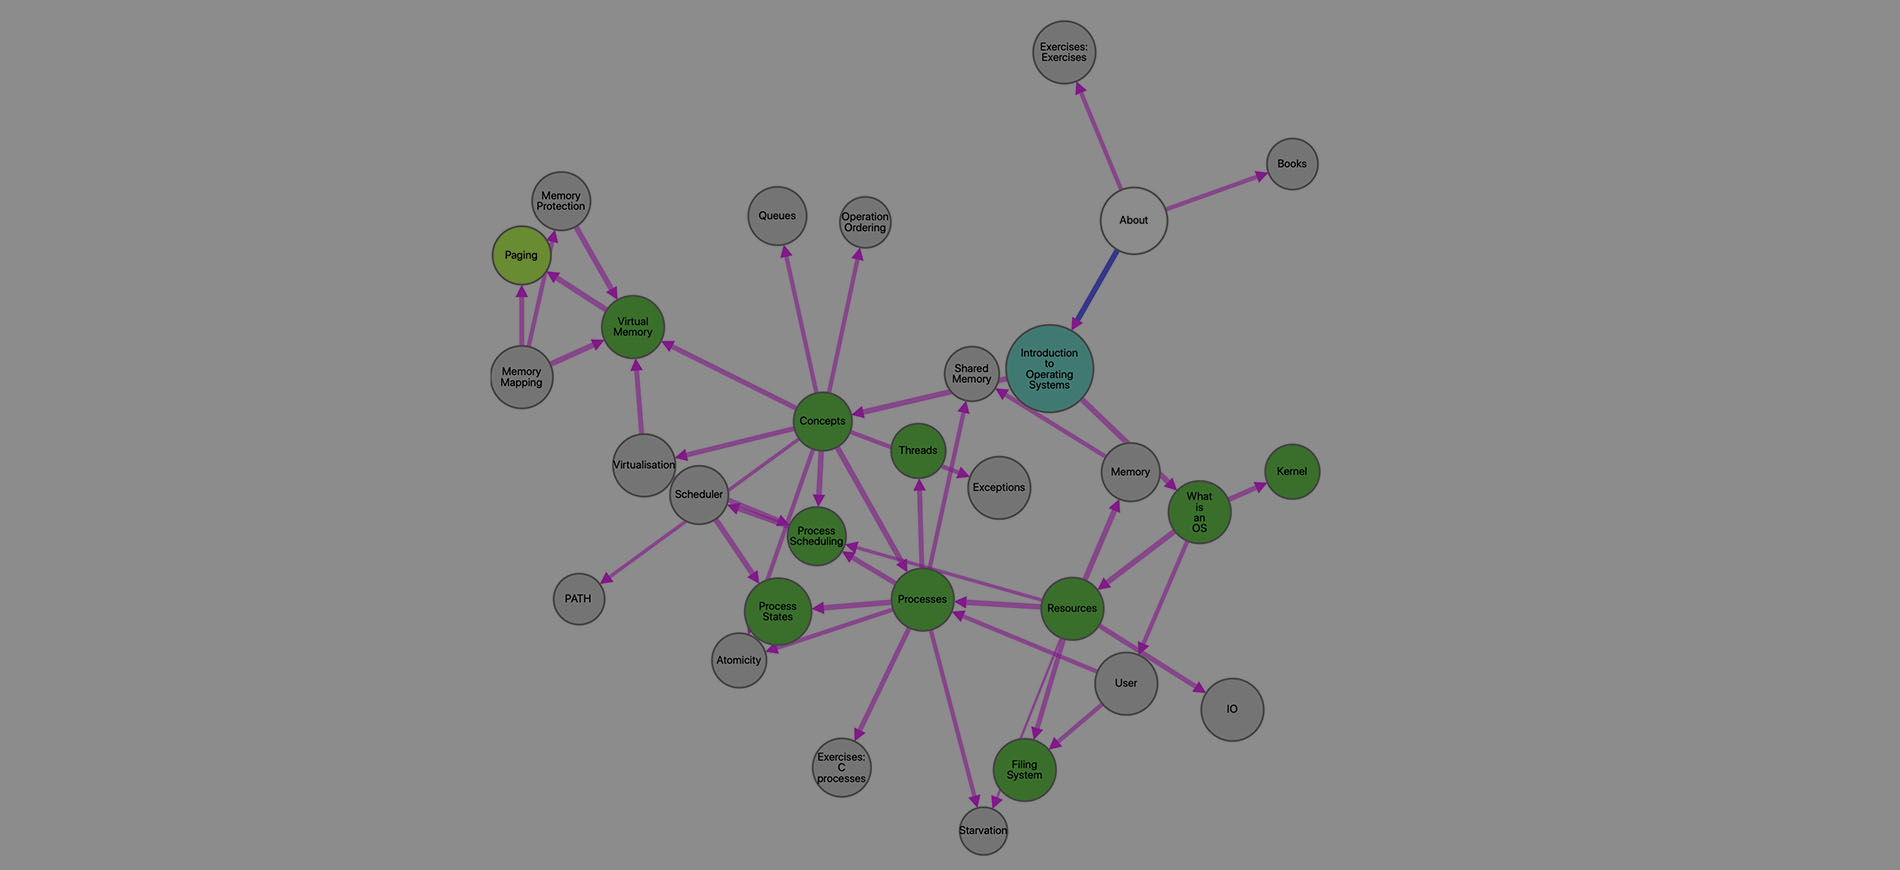 Exercises:
Exercises
Books
Memory
Protection
Queues
Operation
Ordering
About
Paging
Virtual
Memory
Introduction
to
Operating
Systems
Shared
Memory
Memory
Mapping
Concepts
Threads
Virtualisation
Memory
Kernel
Scheduler
Exceptions
What
is
an
OS
Process
Scheduling
PATH
Processes
Process
States
Resources
Atomicity
User
IO
Exercises:
C
processes
Filing
System
Starvation